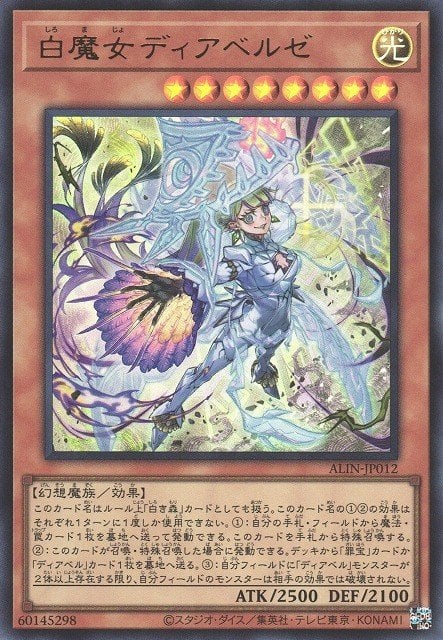 しろ ま じょ
白魔女ディアベルゼ
ひかり
光
ALIN-JP012
【幻想魔族／効果】
このカード名はルール上「白き森」カードとしても扱う。このカード名の①②の効果は
それぞれ1ターンに1度しか使用できない。①：自分の手札・フィールドから魔法・
罠カード1枚を墓地へ送って発動できる。このカードを手札から特殊召喚する。
②：このカードが召喚・特殊召喚した場合に発動できる。デッキから「罪宝」カードか
「ディアベル」カード1枚を墓地へ送る。③：自分フィールドに「ディアベル」モンスターが
2体以上存在する限り、自分フィールドのモンスターは相手の効果では破壊されない。
ATK/2500 DEF/2100
60145298
©スタジオ・ダイス／集英社・テレビ東京・KONAMI